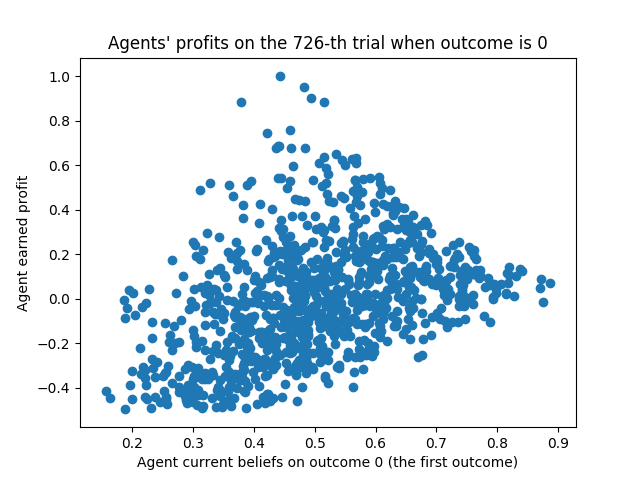 Agents' profits on the 726-th trial when outcome is 0
1.0
0.8
0.6
0.4
0.2
0.0
−0.2
−0.4
Agent earned profit
0.2 0.3 0.4 0.5 0.6 0.7 0.8 0.9
Agent current beliefs on outcome 0 (the first outcome)